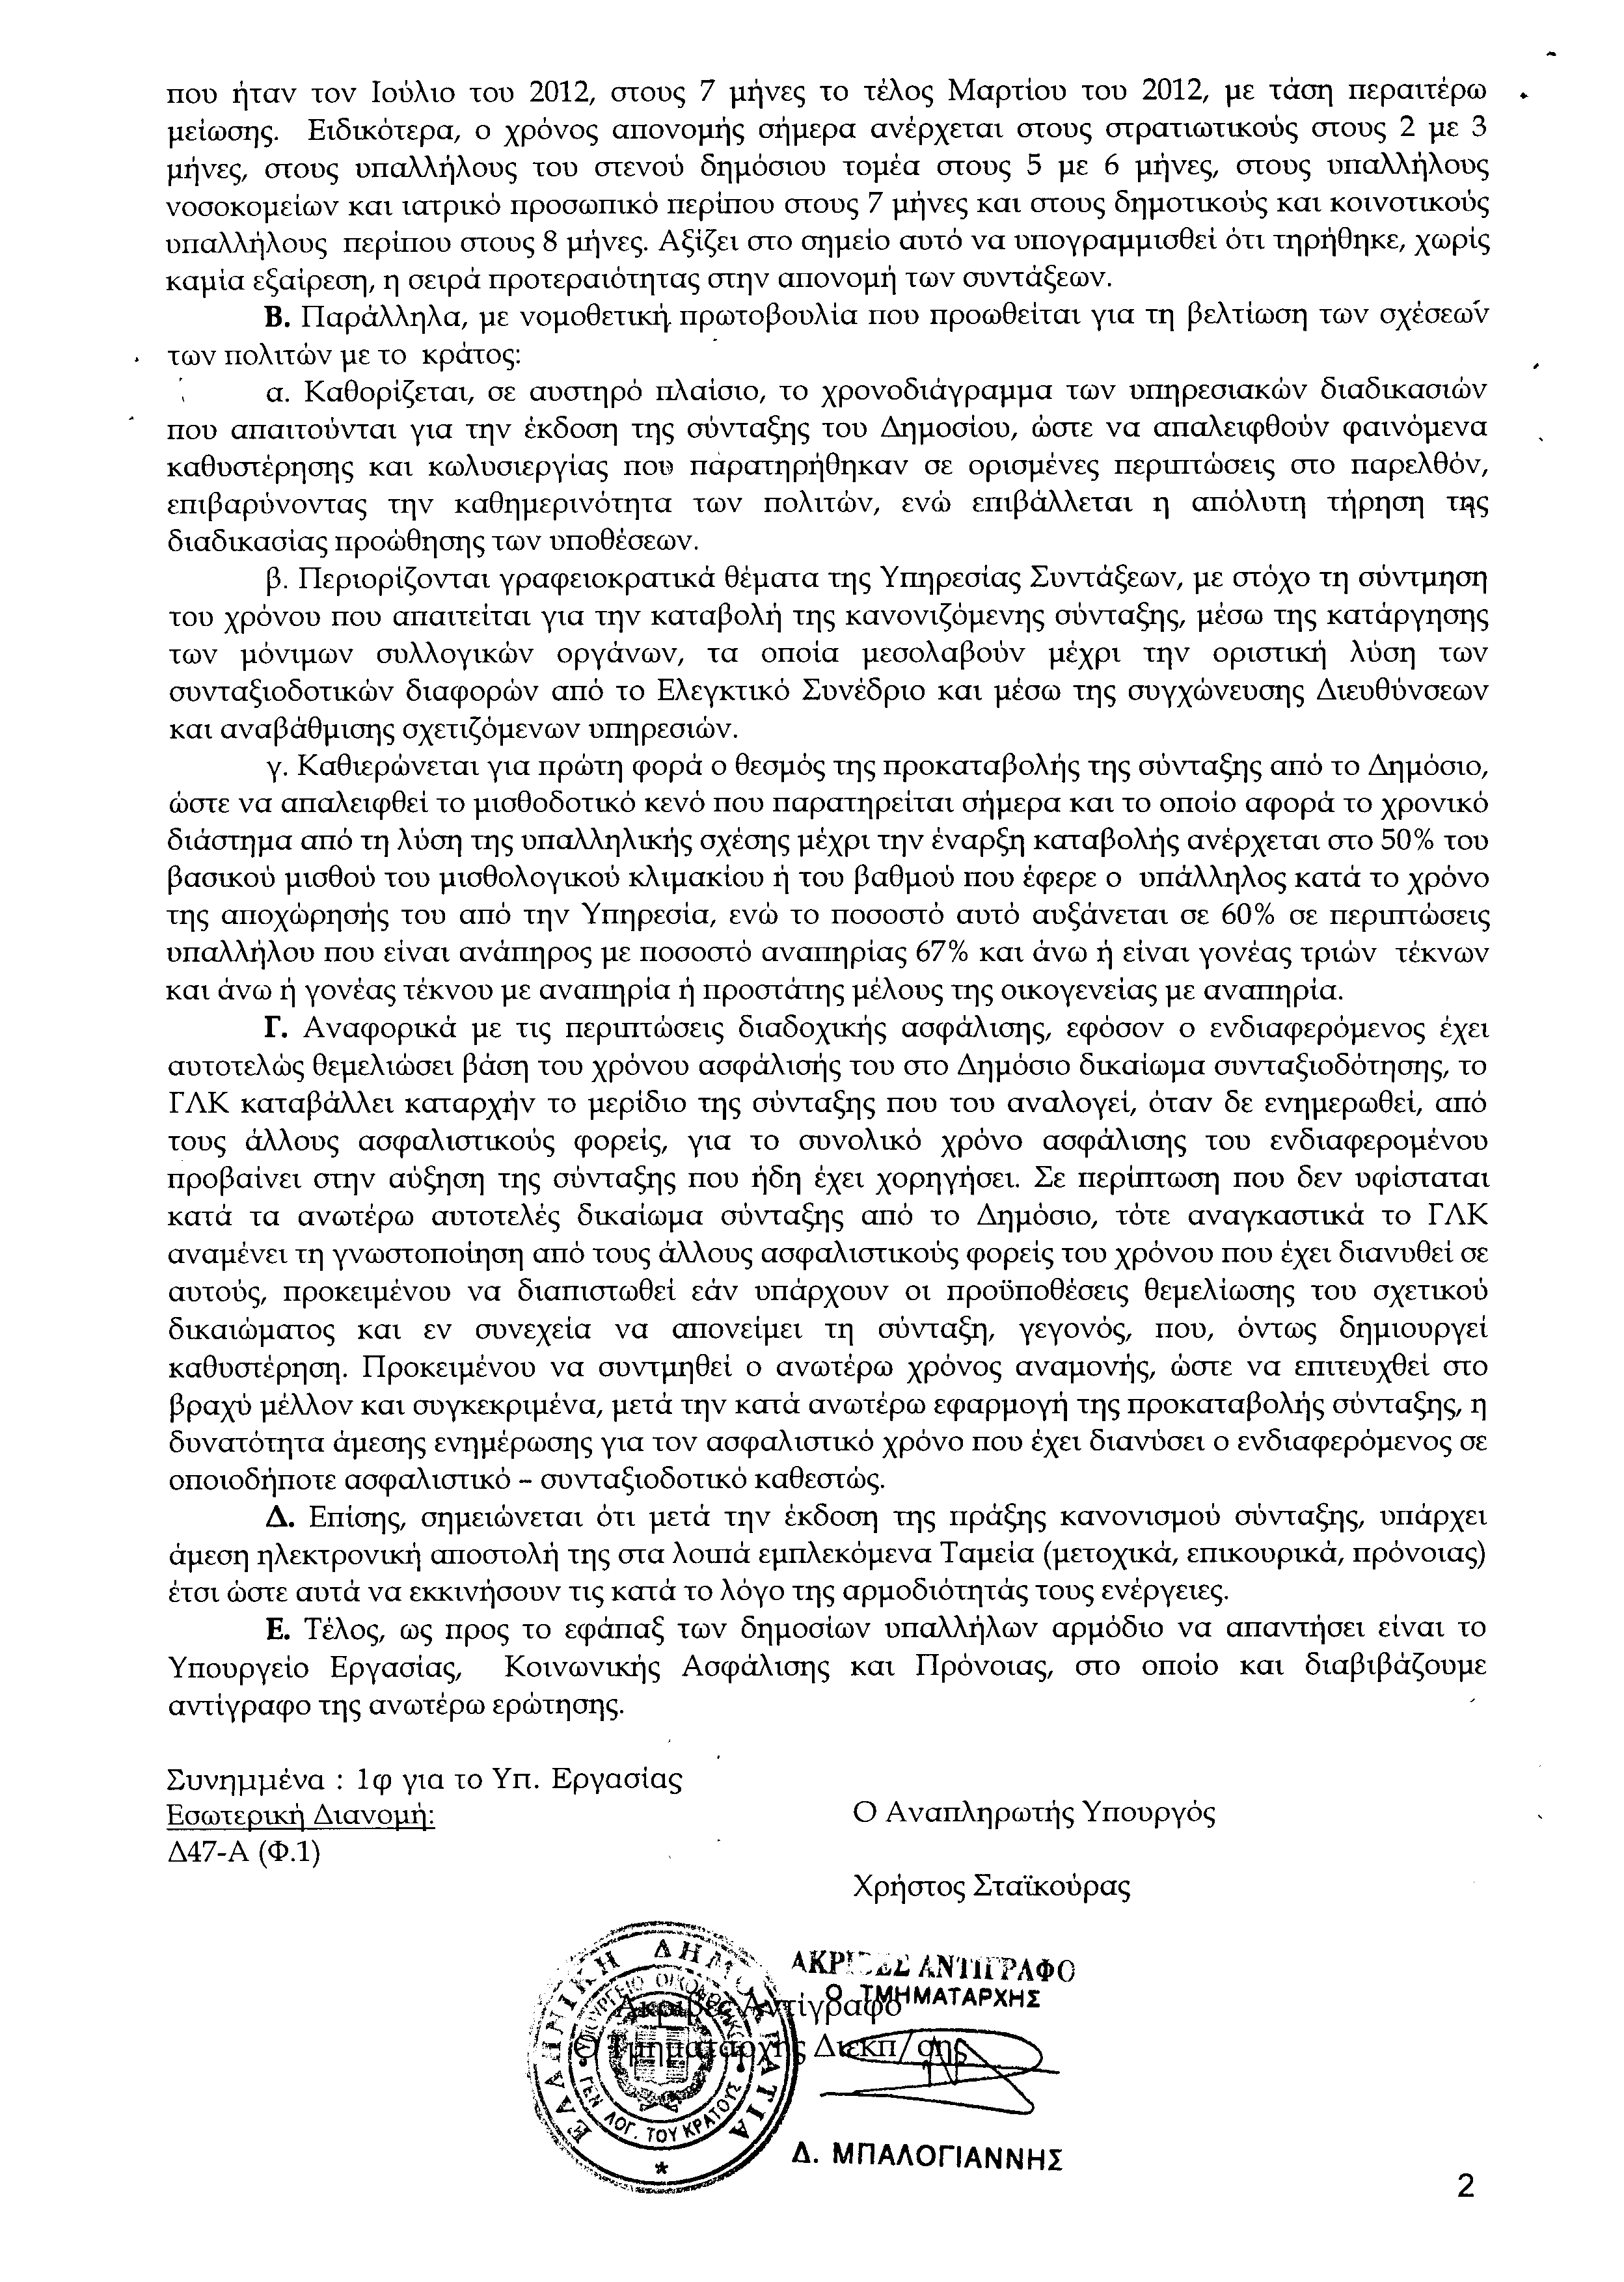 που ήταν τον Ιούλιο του 2012, στους 7 μήνες το τέλος Μαρτίου του 2012, με τάση περαιτέρω
μείωσης. Ειδικότερα, ο χρόνος απονομής σήμερα ανέρχεται στους στρατιωτικούς στους 2 με 3
μήνες, στους υπαλλήλους του στενού δημόσιου τομέα στους 5 με 6 μήνες, στους υπαλλήλους
νοσοκομείων και ιατρικό προσωπικό περίπου στους 7 μήνες και στους δημοτικούς και κοινοτικούς
υπαλλήλους περίπου στους 8 μήνες. Αξίζει στο σημείο αυτό να υπογραμμισθεί ότι τηρήθηκε, χωρίς
καμία εξαίρεση, η σειρά προτεραιότητας στην απονομή των συντάξεων.
Β. Παράλληλα, με νομοθετική πρωτοβουλία που προωθείται για τη βελτίωση των σχέσεων
των πολιτών με το κράτος:
α. Καθορίζεται, σε αυστηρό πλαίσιο, το χρονοδιάγραμμα των υπηρεσιακών διαδικασιών
που απαιτούνται για την έκδοση της σύνταξης του Δημοσίου, ώστε να απαλειφθούν φαινόμενα
καθυστέρησης και κωλυσιεργίας που παρατηρήθηκαν σε ορισμένες περιπτώσεις στο παρελθόν,
επιβαρύνοντας την καθημερινότητα των πολιτών, ενώ επιβάλλεται η απόλυτη τήρηση της
διαδικασίας προώθησης των υποθέσεων.
β. Περιορίζονται γραφειοκρατικά θέματα της Υπηρεσίας Συντάξεων, με στόχο τη σύντμηση
του χρόνου που απαιτείται για την καταβολή της κανονιζόμενης σύνταξης, μέσω της κατάργησης
των μόνιμων συλλογικών οργάνων, τα οποία μεσολαβούν μέχρι την οριστική λύση των
συνταξιοδοτικών διαφορών από το Ελεγκτικό Συνέδριο και μέσω της συγχώνευσης Διευθύνσεων
και αναβάθμισης σχετιζόμενων υπηρεσιών.
γ. Καθιερώνεται για πρώτη φορά ο θεσμός της προκαταβολής της σύνταξης από το Δημόσιο,
ώστε να απαλειφθεί το μισθοδοτικό κενό που παρατηρείται σήμερα και το οποίο αφορά το χρονικό
διάστημα από τη λύση της υπαλληλικής σχέσης μέχρι την έναρξη καταβολής ανέρχεται στο 50% του
βασικού μισθού του μισθολογικού κλιμακίου ή του βαθμού που έφερε ο υπάλληλος κατά το χρόνο
της αποχώρησής του από την Υπηρεσία, ενώ το ποσοστό αυτό αυξάνεται σε 60% σε περιπτώσεις
υπαλλήλου που είναι ανάπηρος με ποσοστό αναπηρίας 67% και άνω ή είναι γονέας τριών τέκνων
και άνω ή γονέας τέκνου με αναπηρία ή προστάτης μέλους της οικογενείας με αναπηρία.
Γ. Αναφορικά με τις περιπτώσεις διαδοχικής ασφάλισης, εφόσον ο ενδιαφερόμενος έχει
αυτοτελώς θεμελιώσει βάση του χρόνου ασφάλισής του στο Δημόσιο δικαίωμα συνταξιοδότησης, το
ΓΛΚ καταβάλλει καταρχήν το μερίδιο της σύνταξης που του αναλογεί, όταν δε ενημερωθεί, από
τους άλλους ασφαλιστικούς φορείς, για το συνολικό χρόνο ασφάλισης του ενδιαφερομένου
προβαίνει στην αύξηση της σύνταξης που ήδη έχει χορηγήσει. Σε περίπτωση που δεν υφίσταται
κατά τα ανωτέρω αυτοτελές δικαίωμα σύνταξης από το Δημόσιο, τότε αναγκαστικά το ΓΛΚ
αναμένει τη γνωστοποίηση από τους άλλους ασφαλιστικούς φορείς του χρόνου που έχει διανυθεί σε
αυτούς, προκειμένου να διαπιστωθεί εάν υπάρχουν οι προϋποθέσεις θεμελίωσης του σχετικού
δικαιώματος και εν συνεχεία να απονείμει τη σύνταξη, γεγονός, που, όντως δημιουργεί
καθυστέρηση. Προκειμένου να συντμηθεί ο ανωτέρω χρόνος αναμονής, ώστε να επιτευχθεί στο
βραχύ μέλλον και συγκεκριμένα, μετά την κατά ανωτέρω εφαρμογή της προκαταβολής σύνταξης, η
δυνατότητα άμεσης ενημέρωσης για τον ασφαλιστικό χρόνο που έχει διανύσει ο ενδιαφερόμενος σε
οποιοδήποτε ασφαλιστικό – συνταξιοδοτικό καθεστώς.
Δ. Επίσης, σημειώνεται ότι μετά την έκδοση της πράξης κανονισμού σύνταξης, υπάρχει
άμεση ηλεκτρονική αποστολή της στα λοιπά εμπλεκόμενα Ταμεία (μετοχικά, επικουρικά, πρόνοιας)
έτσι ώστε αυτά να εκκινήσουν τις κατά το λόγο της αρμοδιότητάς τους ενέργειες.
Ε. Τέλος, ως προς το εφάπαξ των δημοσίων υπαλλήλων αρμόδιο να απαντήσει είναι το
Υπουργείο Εργασίας, Κοινωνικής Ασφάλισης και Πρόνοιας, στο οποίο και διαβιβάζουμε
αντίγραφο της ανωτέρω ερώτησης.
Συνημμένα : 1φ για το Υπ. Εργασίας
Εσωτερική Διανομή:
Δ47-Α (Φ.1)
Ο Αναπληρωτής Υπουργός
Χρήστος Σταϊκούρας
ΑΚΡΙΒΕΣ ΑΝΤΙΓΡΑΦΟ
Ο ΤΜΗΜΑΤΑΡΧΗΣ
Ακριβές Αντίγραφο
Ο Τμηματάρχης Διεκπ/σης
ΕΛΛΗΝΙΚΗ ΔΗΜΟΚΡΑΤΙΑ
ΓΕΝ. ΛΟΓ. ΤΟΥ ΚΡΑΤΟΥΣ
Δ. ΜΠΑΛΟΓΙΑΝΝΗΣ
2